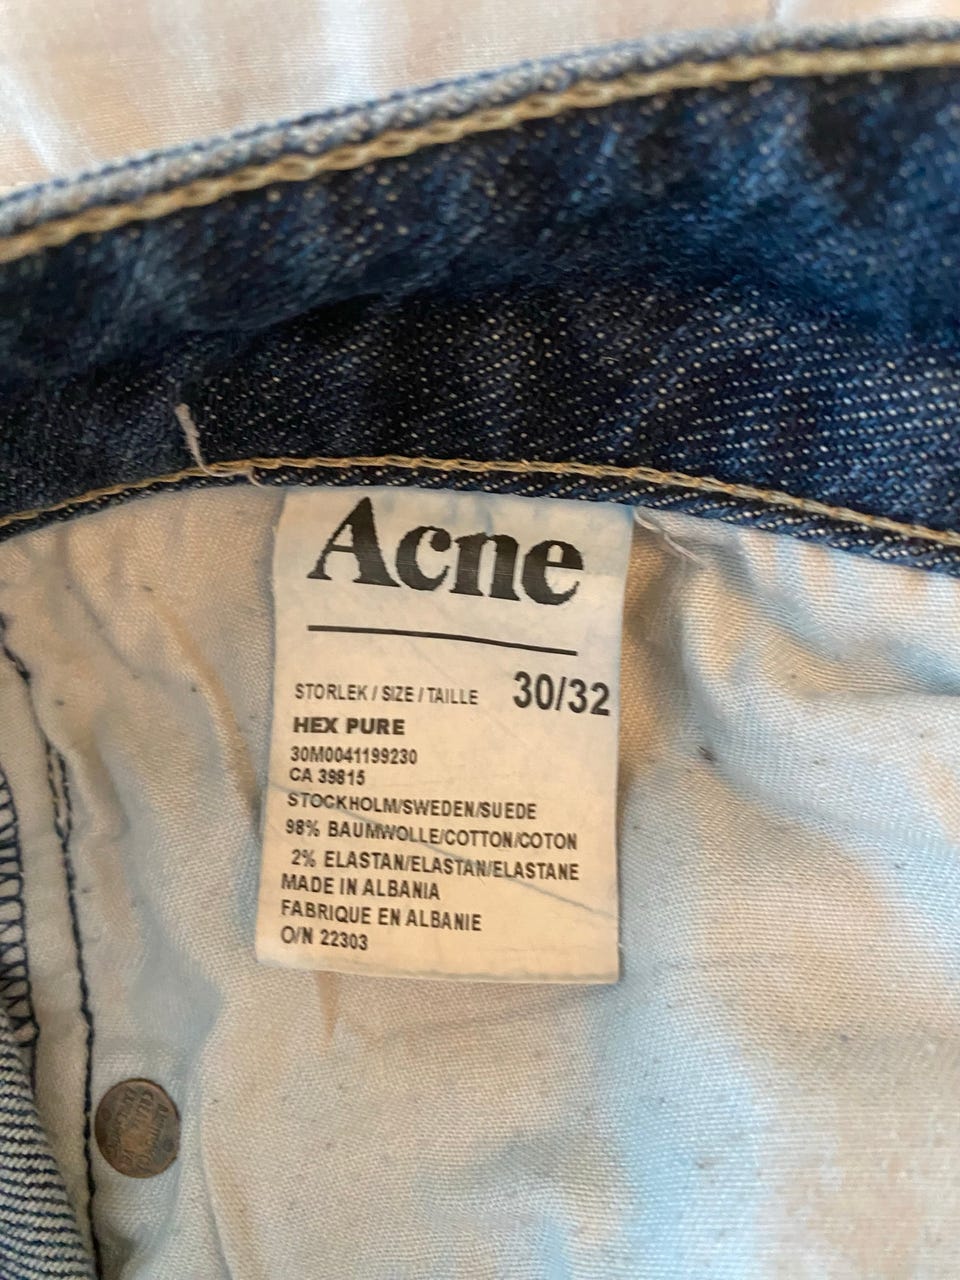 Acne
STORLEK / SIZE / TAILLE 30/32
HEX PURE
30M0041199230
CA 39815
STOCKHOLM/SWEDEN/SUEDE
98% BAUMWOLLE/COTTON/COTON
2% ELASTAN/ELASTAN/ELASTANE
MADE IN ALBANIA
FABRIQUE EN ALBANIE
O/N 22303